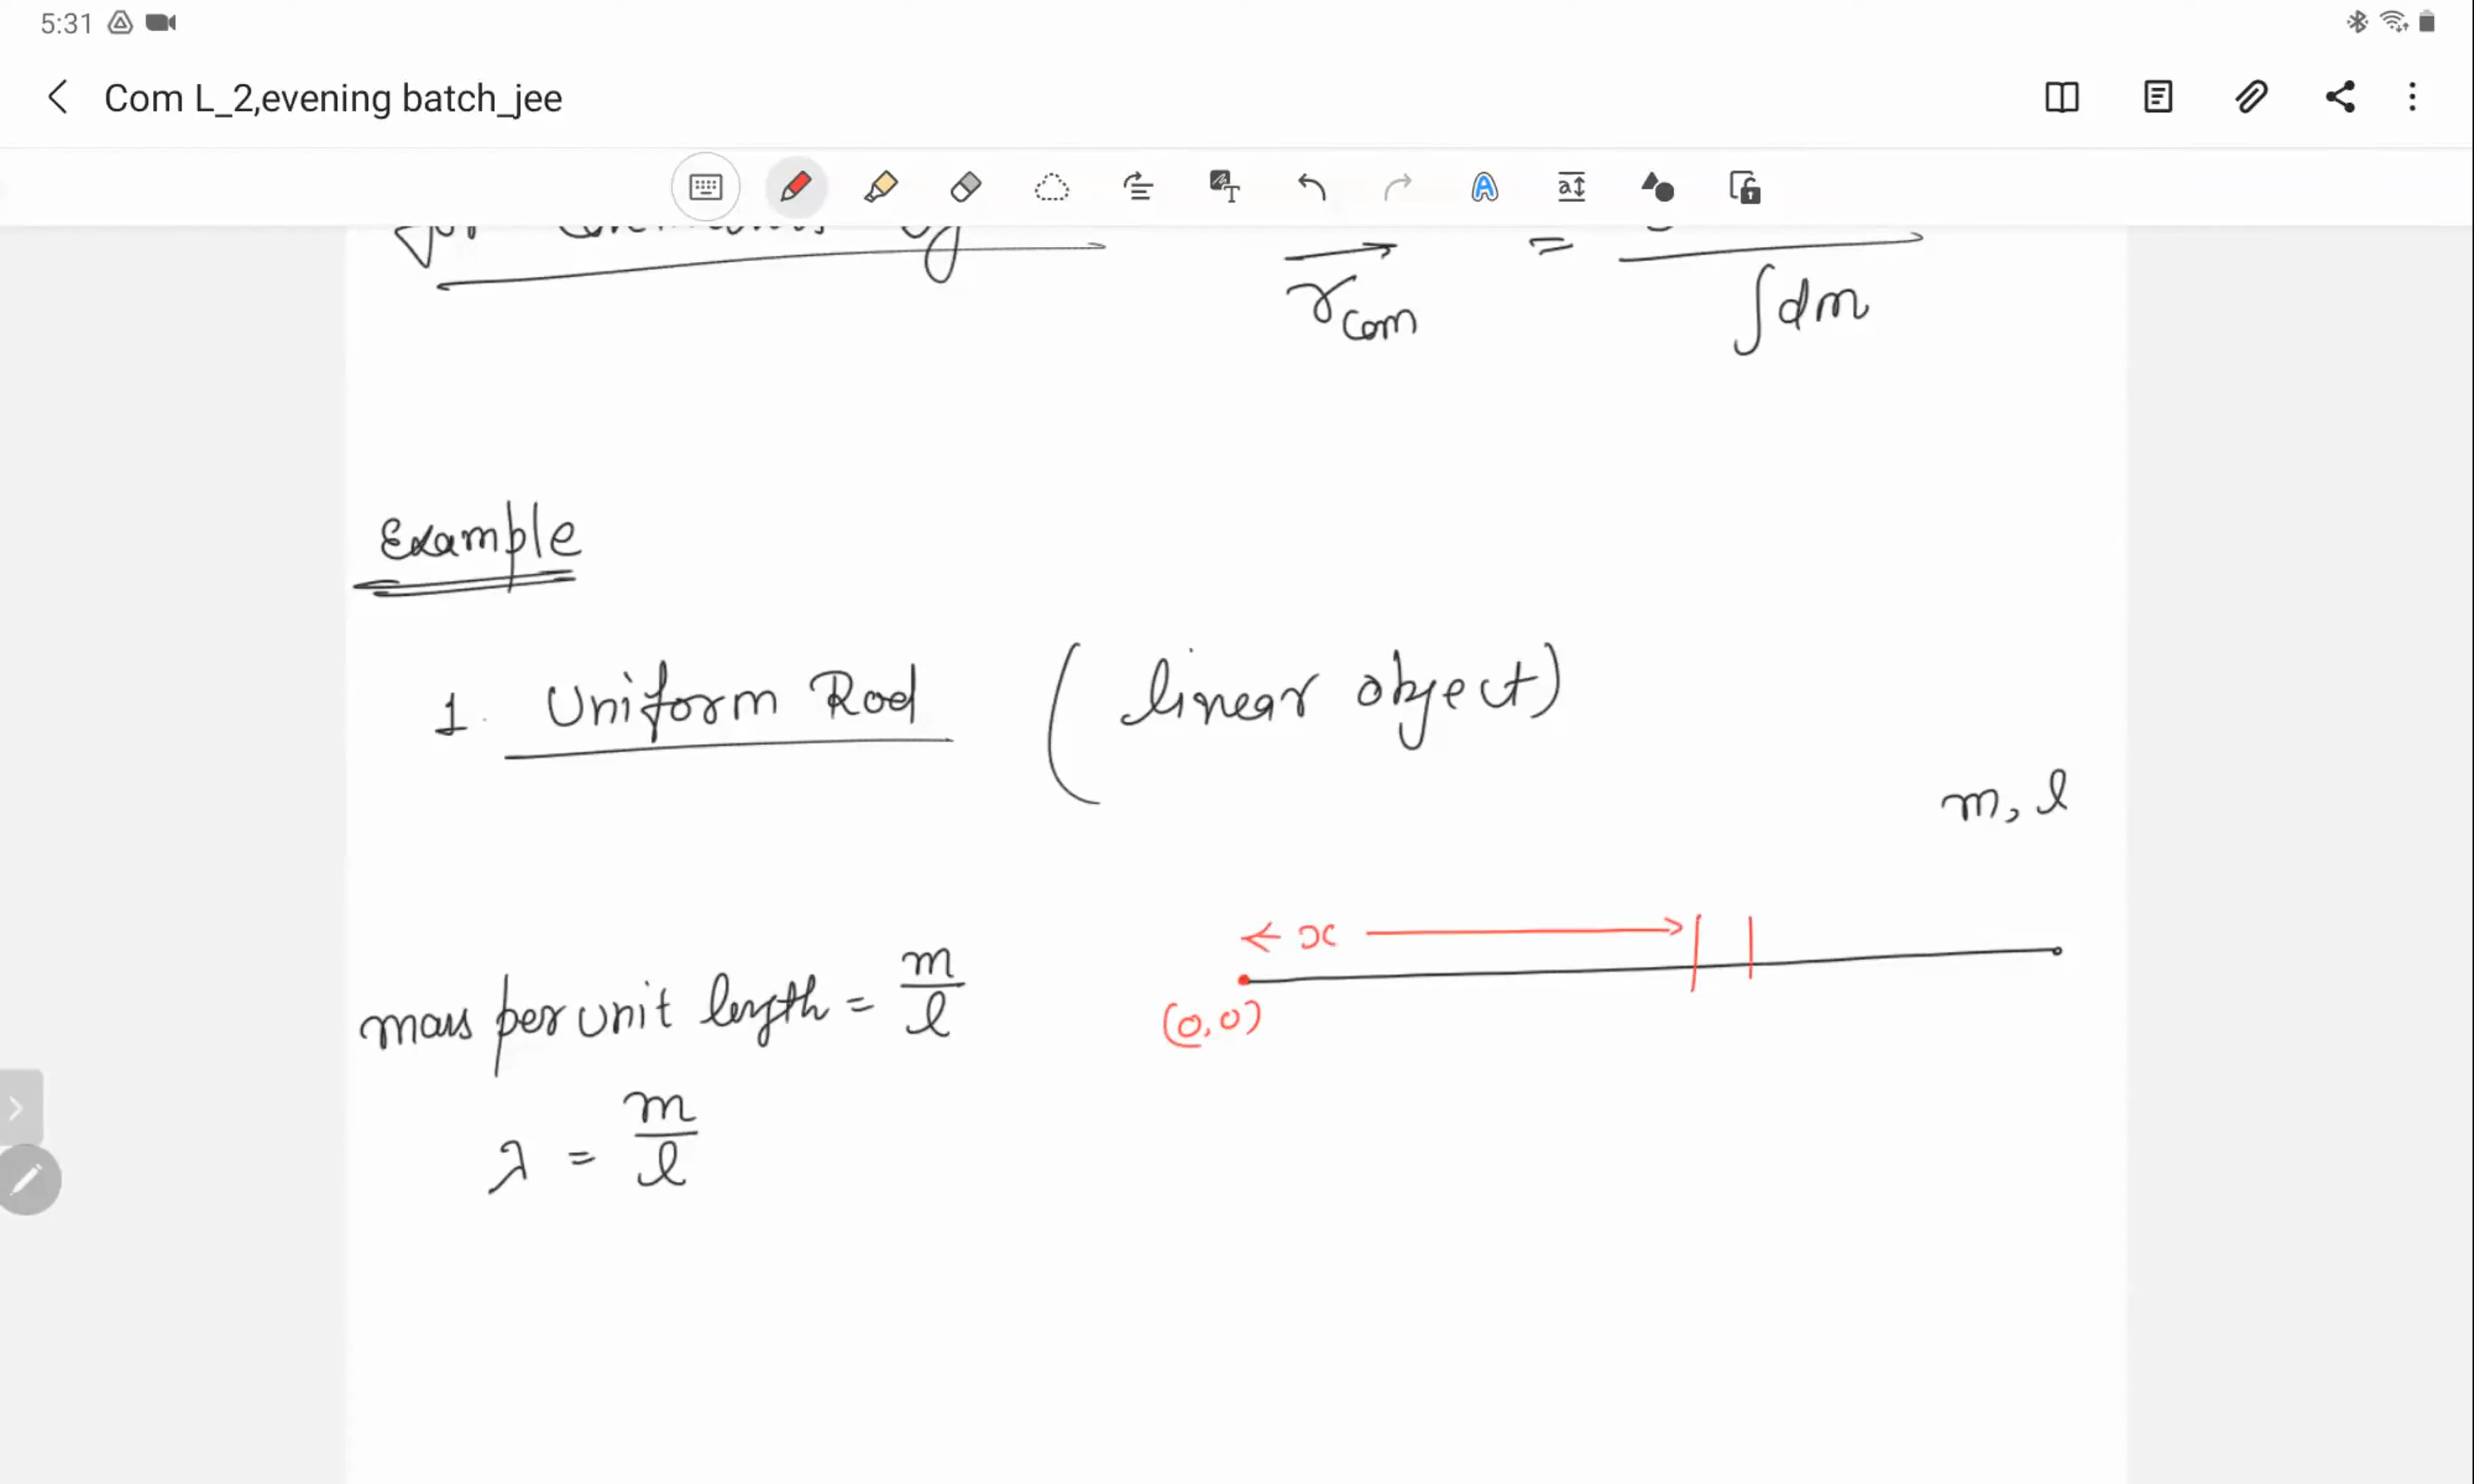 5:31
Com L_2,evening batch_jee
r com = ∫dm
Example
1. Uniform Rod (linear object)
m, l
← x →
mass per unit length = m/l
(0,0)
λ = m/l